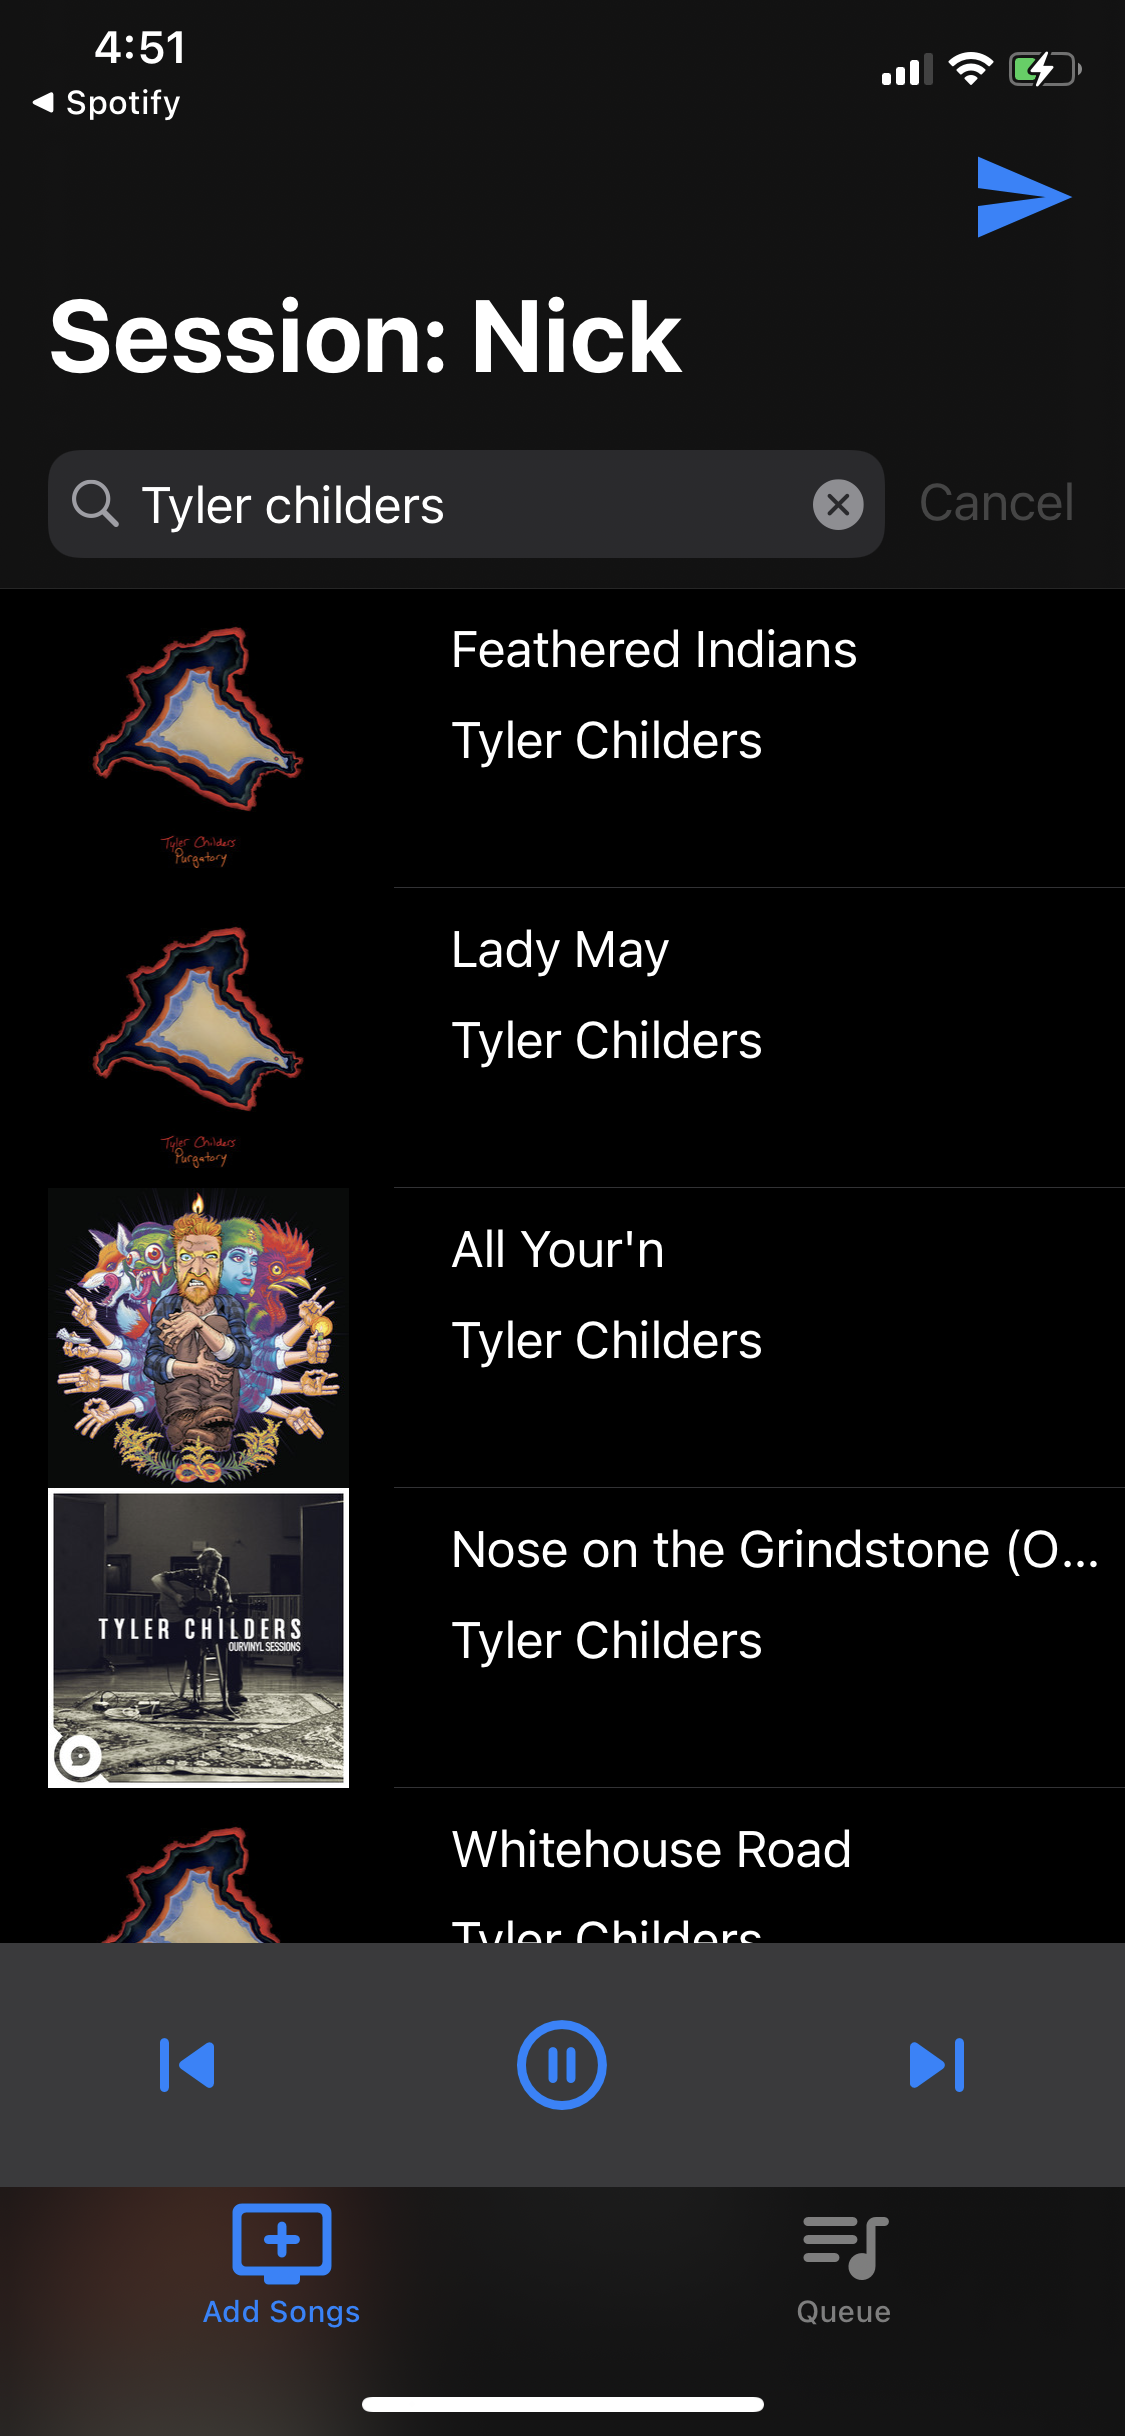 4:51
Spotify
Session: Nick
Tyler childers
Cancel
Feathered Indians
Tyler Childers
Tyler Childers
Purgatory
Lady May
Tyler Childers
Tyler Childers
Purgatory
All Your'n
Tyler Childers
Nose on the Grindstone (O...
Tyler Childers
TYLER CHILDERS
OURVINYL SESSIONS
Whitehouse Road
Tyler Childers
Add Songs
Queue